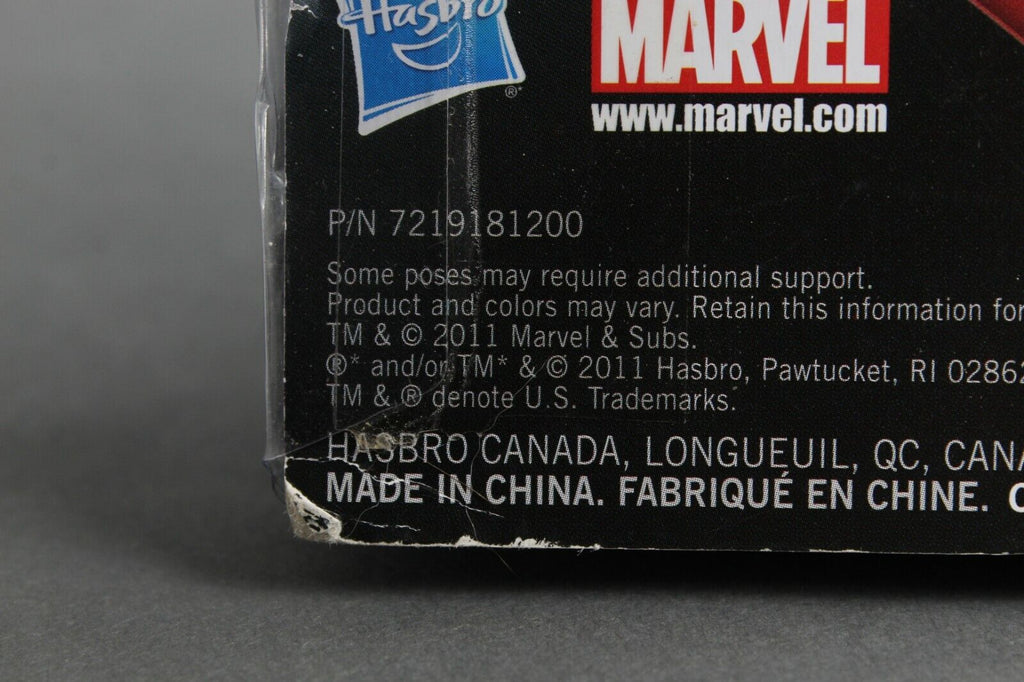 Hasbro
®*
MARVEL
www.marvel.com
P/N 7219181200
Some poses may require additional support.
Product and colors may vary. Retain this information for
TM & © 2011 Marvel & Subs.
®* and/or TM* & © 2011 Hasbro, Pawtucket, RI 02862
TM & ® denote U.S. Trademarks.
HASBRO CANADA, LONGUEUIL, QC, CANA
MADE IN CHINA. FABRIQUÉ EN CHINE.